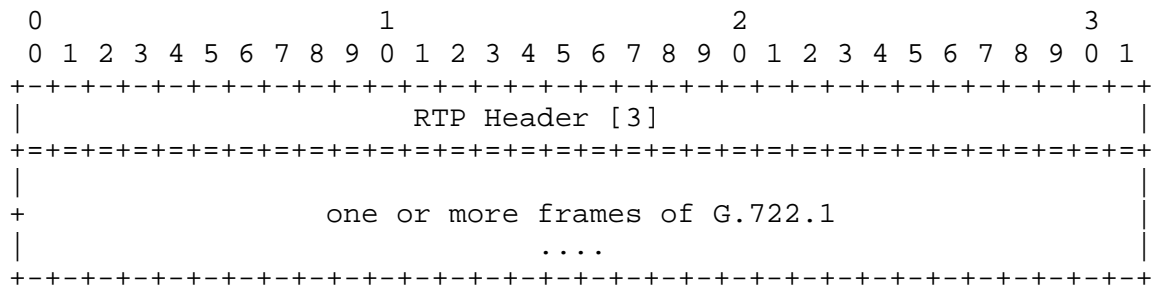 0                   1                   2                   3
 0 1 2 3 4 5 6 7 8 9 0 1 2 3 4 5 6 7 8 9 0 1 2 3 4 5 6 7 8 9 0 1
+-+-+-+-+-+-+-+-+-+-+-+-+-+-+-+-+-+-+-+-+-+-+-+-+-+-+-+-+-+-+-+-+
|                      RTP Header [3]                           |
+=+=+=+=+=+=+=+=+=+=+=+=+=+=+=+=+=+=+=+=+=+=+=+=+=+=+=+=+=+=+=+=+
|                                                               |
+                 one or more frames of G.722.1                 |
|                             ....                              |
+-+-+-+-+-+-+-+-+-+-+-+-+-+-+-+-+-+-+-+-+-+-+-+-+-+-+-+-+-+-+-+-+